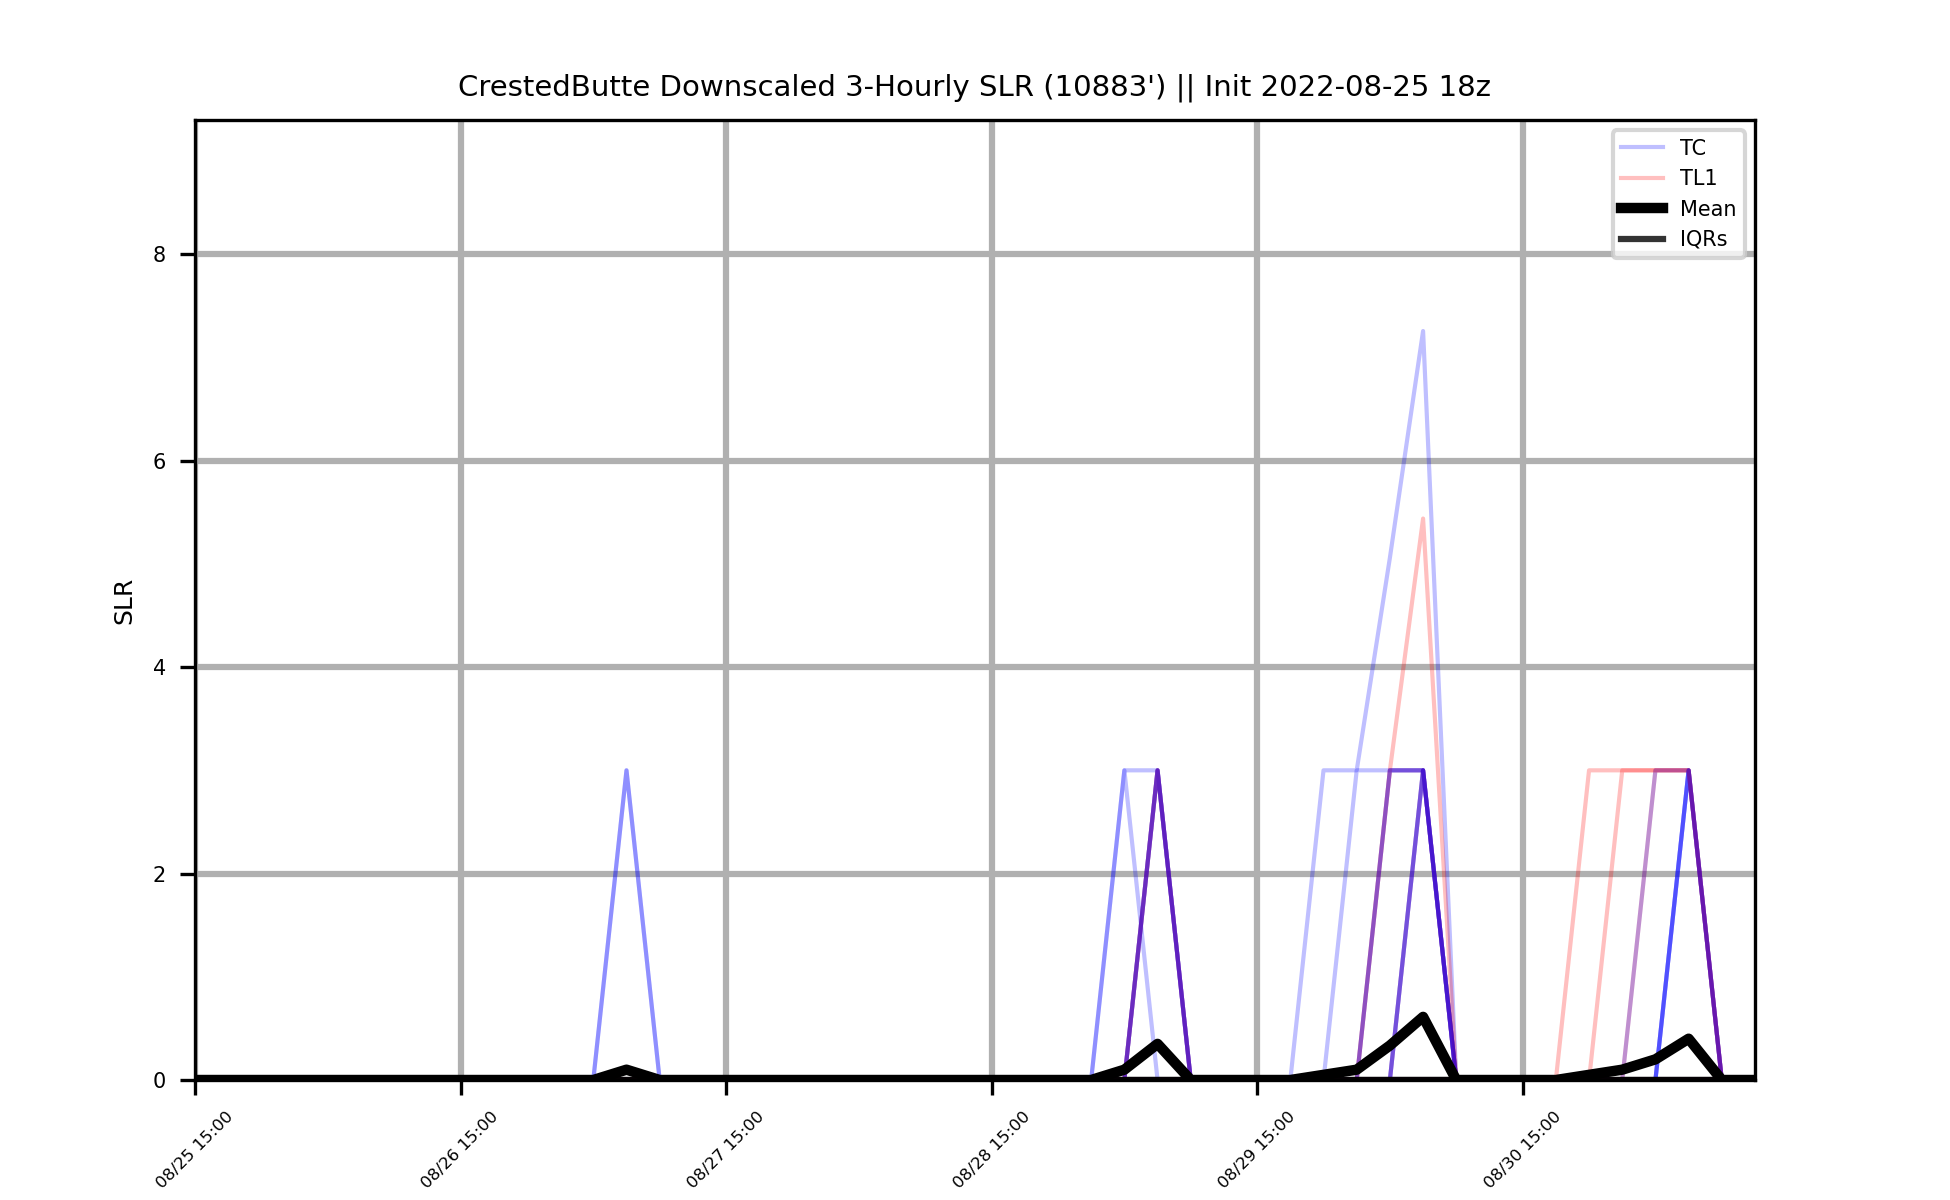 CrestedButte Downscaled 3-Hourly SLR (10883') || Init 2022-08-25 18z
TC
TL1
Mean
IQRs
8
6
4
2
0
SLR
08/25 15:00
08/26 15:00
08/27 15:00
08/28 15:00
08/29 15:00
08/30 15:00